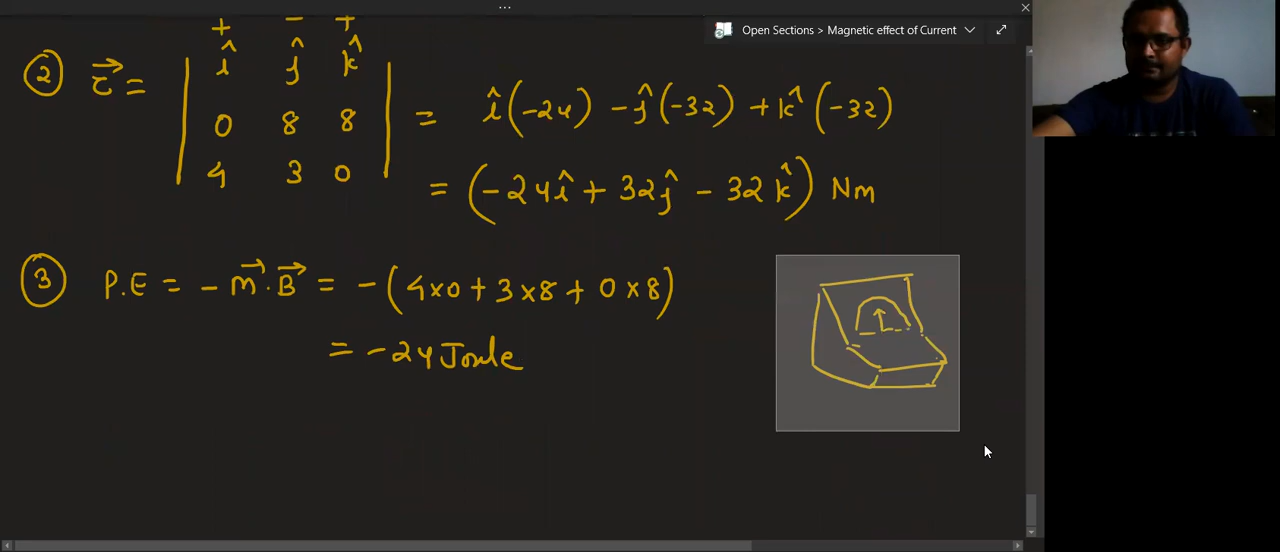 Open Sections > Magnetic effect of Current
+ - +
② τ⃗ = | î ĵ k̂ |
| 0 8 8 | = î(-24) - ĵ(-32) + k̂(-32)
| 4 3 0 |
= (-24î + 32ĵ - 32k̂) Nm
③ P.E = - m⃗ . B⃗ = - (4×0 + 3×8 + 0×8)
= -24 Joule